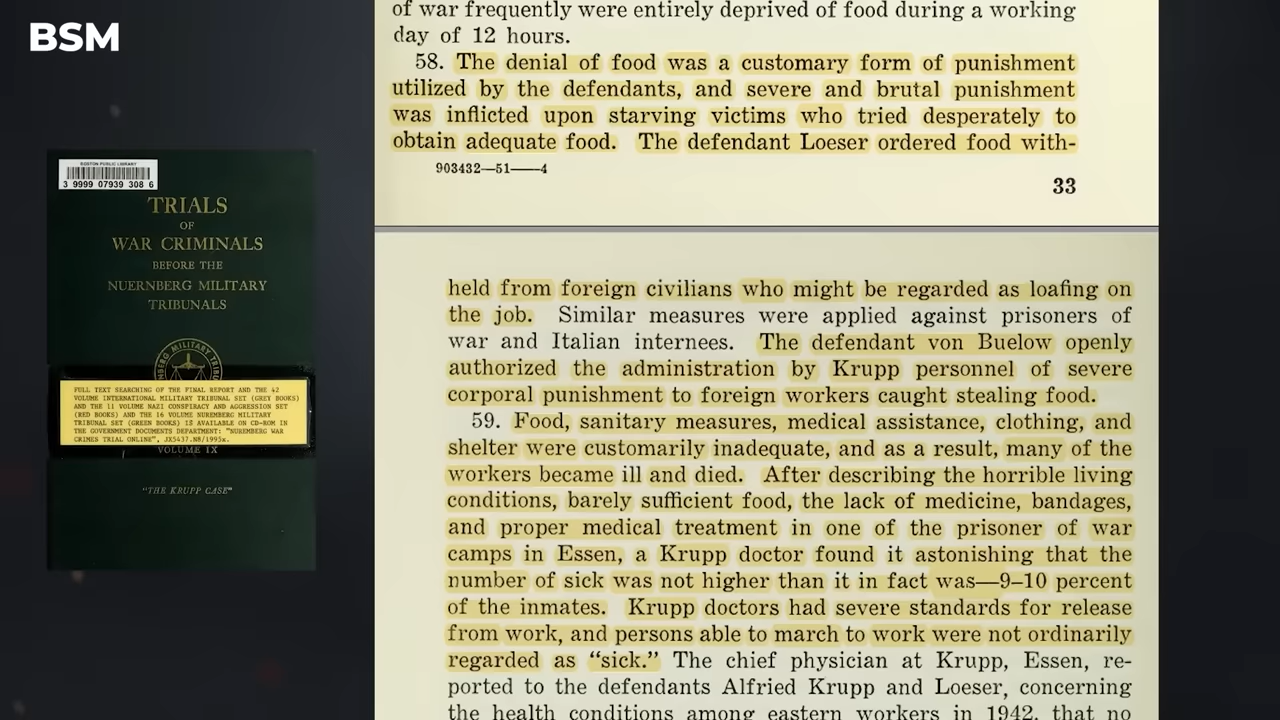 BSM
BOSTON PUBLIC LIBRARY
3 9999 07939 308 6
TRIALS
OF
WAR CRIMINALS
BEFORE THE
NUERNBERG MILITARY
TRIBUNALS
FULL TEXT SEARCHING OF THE FINAL REPORT AND THE 42
VOLUME INTERNATIONAL MILITARY TRIBUNAL SET (GREY BOOKS)
AND THE 11 VOLUME NAZI CONSPIRACY AND AGGRESSION SET
(RED BOOKS) AND THE 16 VOLUME NUREMBERG MILITARY
TRIBUNAL SET (GREEN BOOKS) IS AVAILABLE ON CD-ROM IN
THE GOVERNMENT DOCUMENTS DEPARTMENT: "NUREMBERG WAR
CRIMES TRIAL ONLINE", JX5437.N8/1995x.
VOLUME IX
"THE KRUPP CASE"
of war frequently were entirely deprived of food during a working
day of 12 hours.
58. The denial of food was a customary form of punishment
utilized by the defendants, and severe and brutal punishment
was inflicted upon starving victims who tried desperately to
obtain adequate food. The defendant Loeser ordered food with-
903432—51——4
33
held from foreign civilians who might be regarded as loafing on
the job. Similar measures were applied against prisoners of
war and Italian internees. The defendant von Buelow openly
authorized the administration by Krupp personnel of severe
corporal punishment to foreign workers caught stealing food.
59. Food, sanitary measures, medical assistance, clothing, and
shelter were customarily inadequate, and as a result, many of the
workers became ill and died. After describing the horrible living
conditions, barely sufficient food, the lack of medicine, bandages,
and proper medical treatment in one of the prisoner of war
camps in Essen, a Krupp doctor found it astonishing that the
number of sick was not higher than it in fact was—9–10 percent
of the inmates. Krupp doctors had severe standards for release
from work, and persons able to march to work were not ordinarily
regarded as “sick.” The chief physician at Krupp, Essen, re-
ported to the defendants Alfried Krupp and Loeser, concerning
the health conditions among eastern workers in 1942, that no